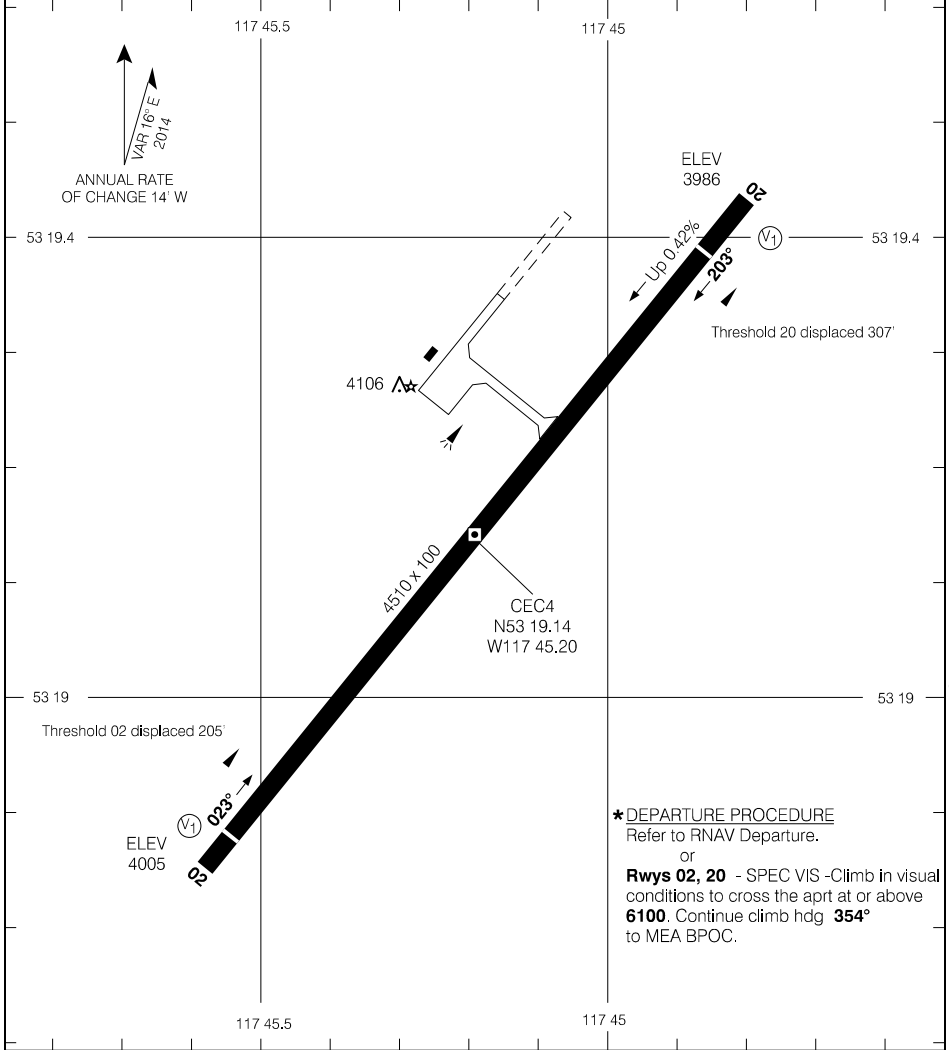 117 45.5
117 45
VAR 16° E
2014
ANNUAL RATE
OF CHANGE 14' W
ELEV
3986
20
53 19.4
53 19.4
V1
Up 0.42%
203°
Threshold 20 displaced 307'
4106
4510 x 100
CEC4
N53 19.14
W117 45.20
53 19
53 19
Threshold 02 displaced 205'
023°
V1
ELEV
4005
02
*DEPARTURE PROCEDURE
Refer to RNAV Departure.
or
Rwys 02, 20 - SPEC VIS -Climb in visual
conditions to cross the aprt at or above
6100. Continue climb hdg 354°
to MEA BPOC.
117 45.5
117 45